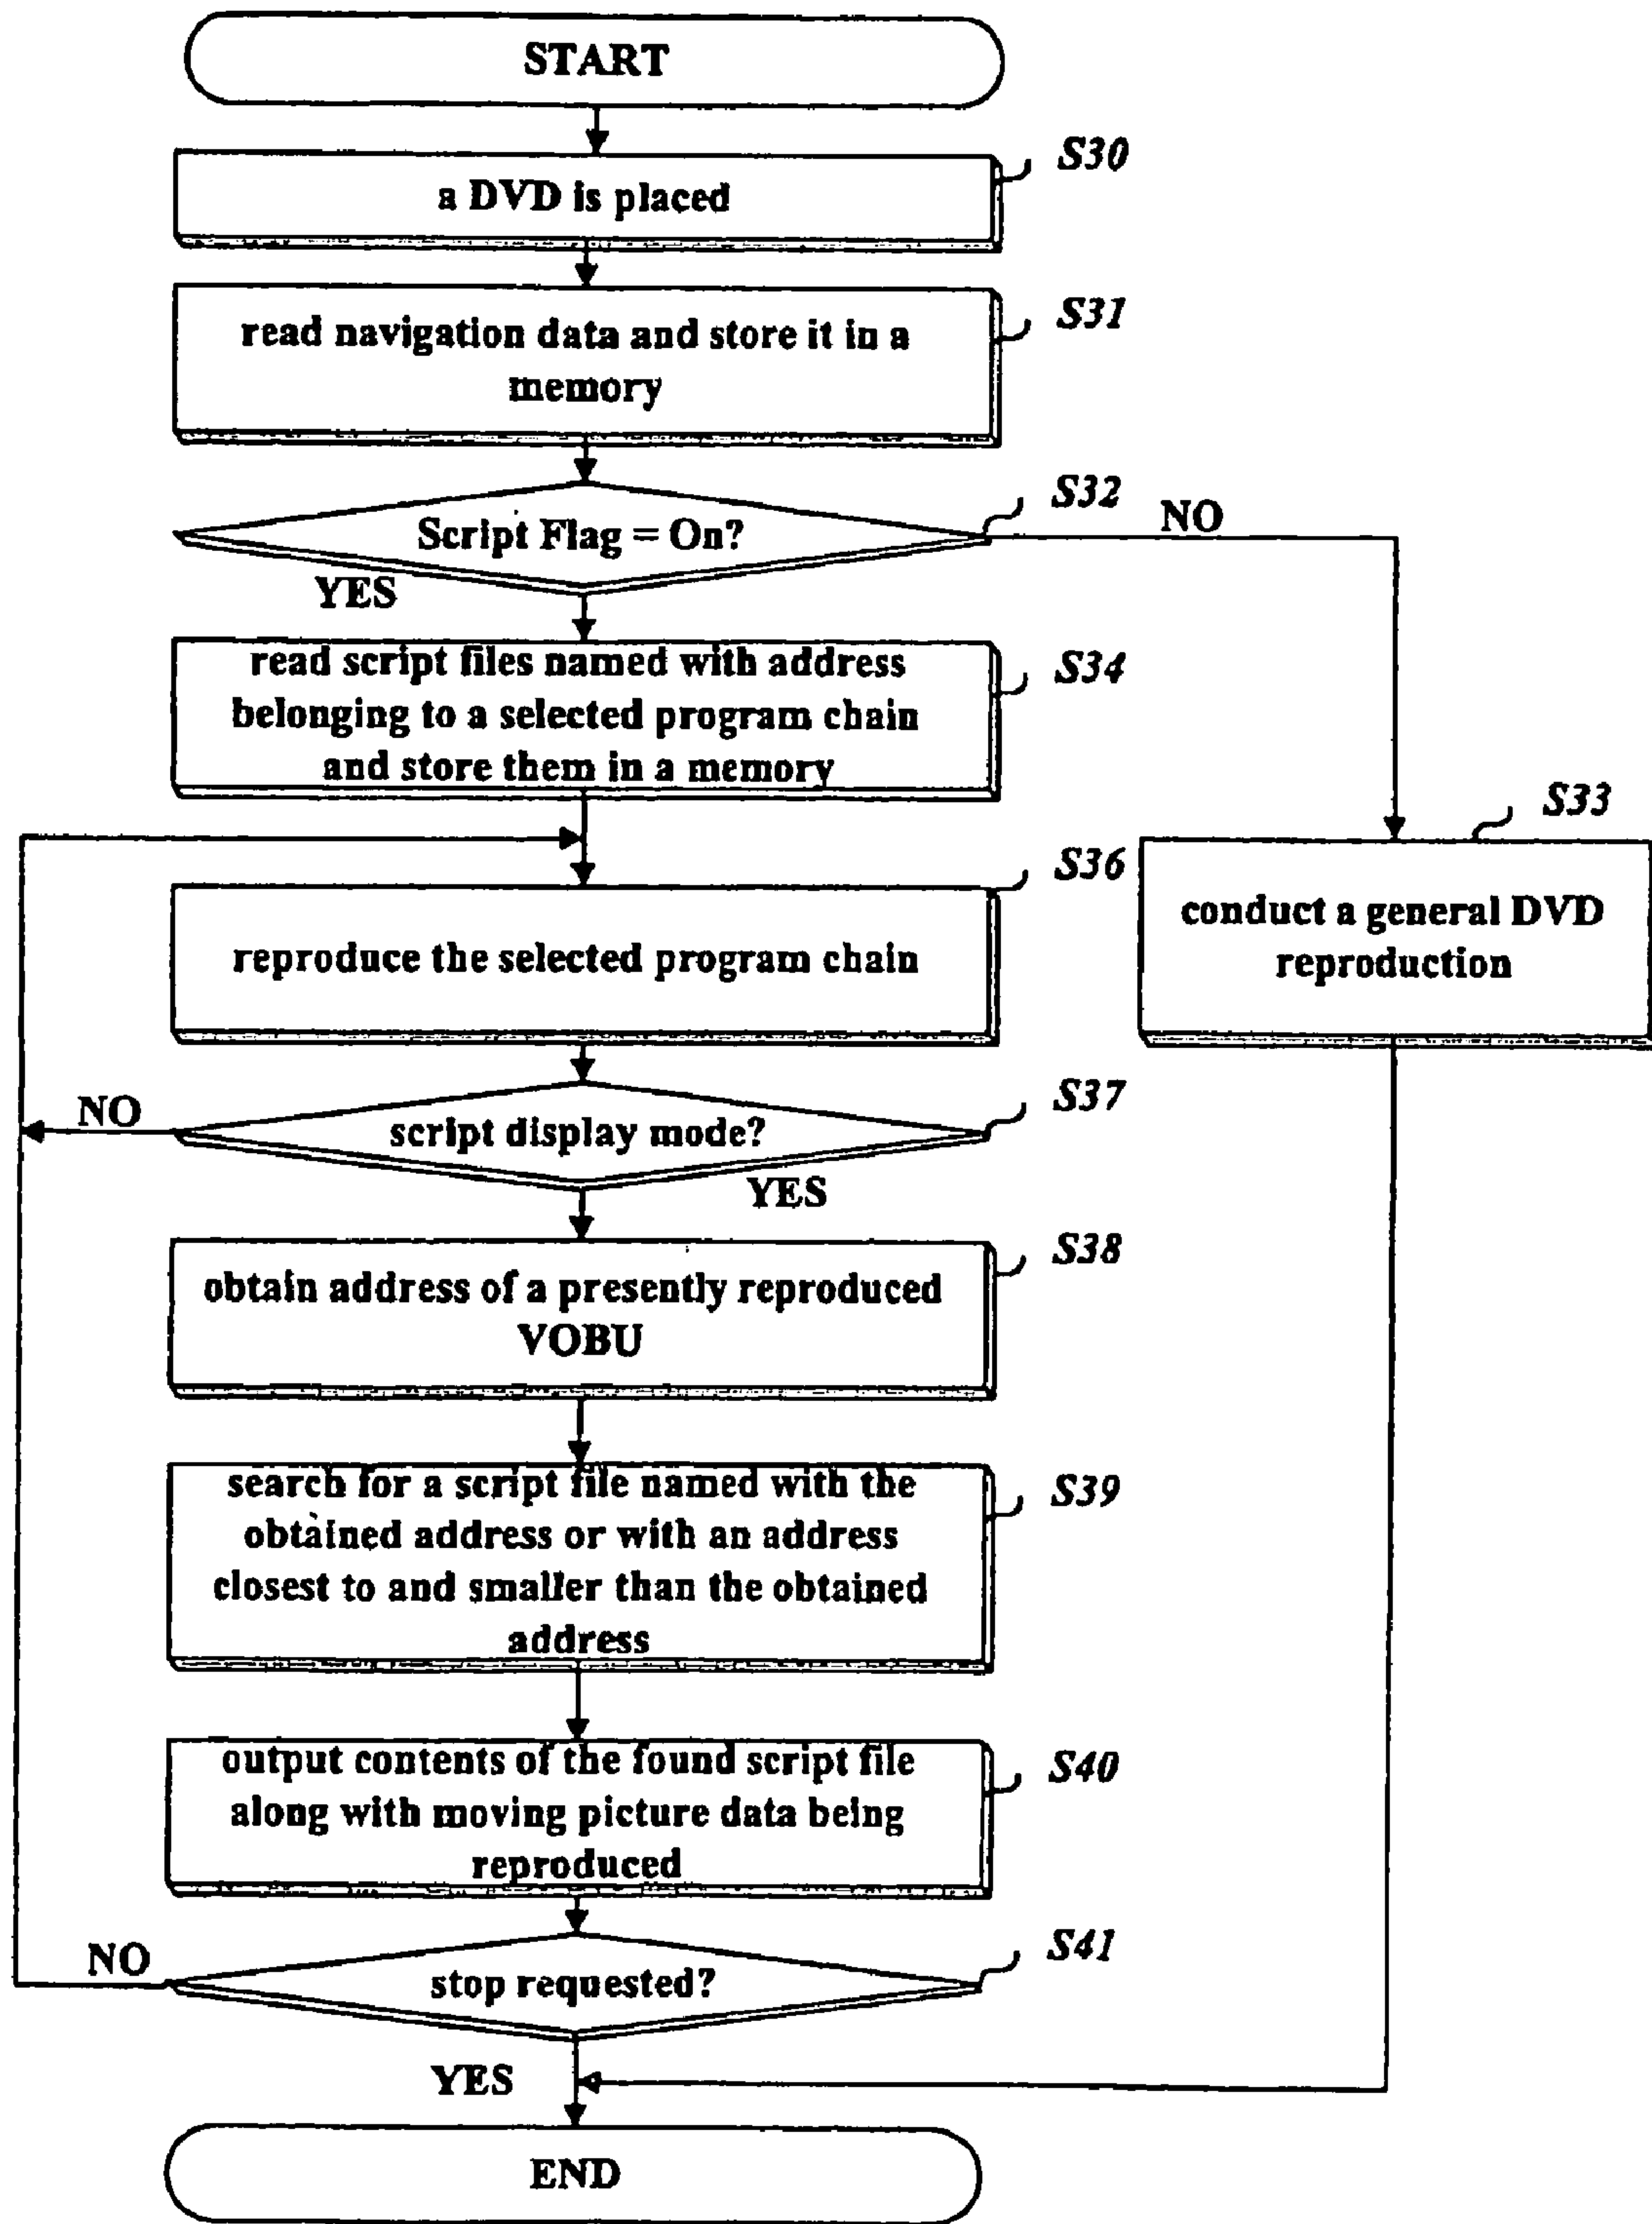 START
S30
a DVD is placed
S31
read navigation data and store it in a
memory
S32
Script Flag = On?
NO
YES
S34
read script files named with address
belonging to a selected program chain
and store them in a memory
S33
conduct a general DVD
reproduction
S36
reproduce the selected program chain
S37
script display mode?
NO
YES
S38
obtain address of a presently reproduced
VOBU
S39
search for a script file named with the
obtained address or with an address
closest to and smaller than the obtained
address
S40
output contents of the found script file
along with moving picture data being
reproduced
S41
stop requested?
NO
YES
END